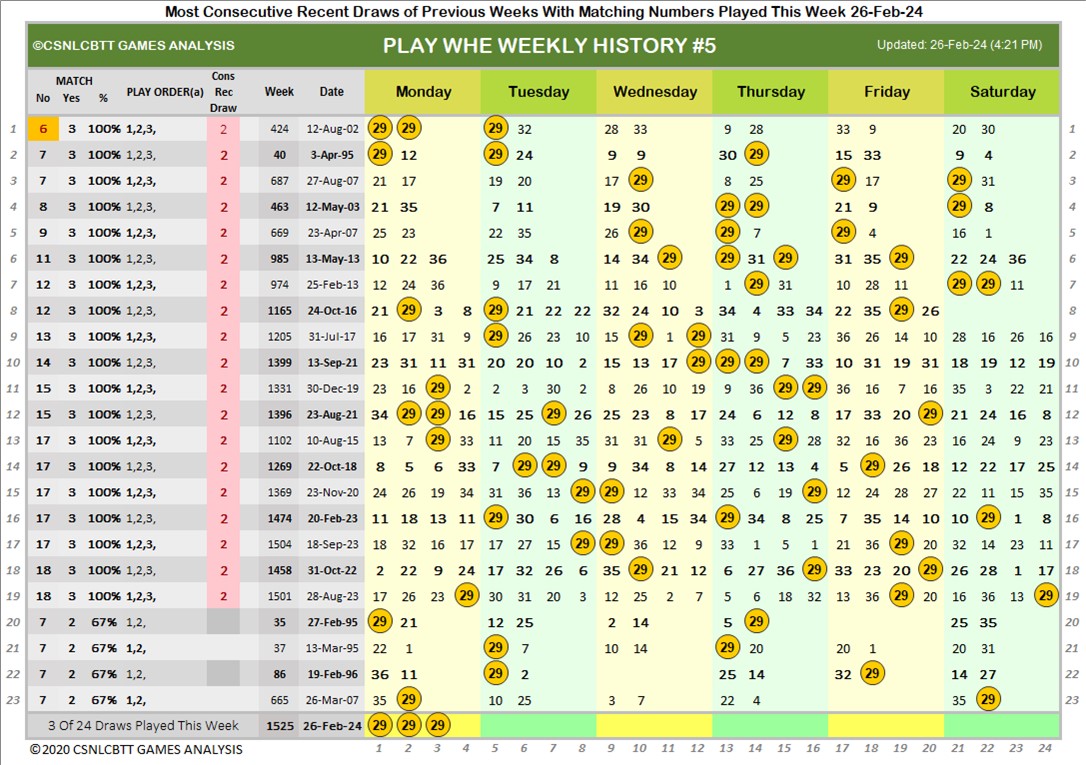 Most Consecutive Recent Draws of Previous Weeks With Matching Numbers Played This Week 26-Feb-24
©CSNLCBTT GAMES ANALYSIS PLAY WHE WEEKLY HISTORY #5 Updated: 26-Feb-24 (4:21 PM)
MATCH Cons
No Yes % PLAY ORDER(a) Rec Week Date Monday Tuesday Wednesday Thursday Friday Saturday
Draw
1 6 3 100% 1,2,3, 2 424 12-Aug-02 29 29 29 32 28 33 9 28 33 9 20 30 1
2 7 3 100% 1,2,3, 2 40 3-Apr-95 29 12 29 24 9 9 30 29 15 33 9 4 2
3 7 3 100% 1,2,3, 2 687 27-Aug-07 21 17 19 20 17 29 8 25 29 17 29 31 3
4 8 3 100% 1,2,3, 2 463 12-May-03 21 35 7 11 19 30 29 29 21 9 29 8 4
5 9 3 100% 1,2,3, 2 669 23-Apr-07 25 23 22 35 26 29 29 7 29 4 16 1 5
6 11 3 100% 1,2,3, 2 985 13-May-13 10 22 36 25 34 8 14 34 29 29 31 29 31 35 29 22 24 36 6
7 12 3 100% 1,2,3, 2 974 25-Feb-13 12 24 36 9 17 21 11 16 10 1 29 31 10 28 11 29 29 11 7
8 12 3 100% 1,2,3, 2 1165 24-Oct-16 21 29 3 8 29 21 22 22 32 24 10 3 34 4 33 34 22 35 29 26 8
9 13 3 100% 1,2,3, 2 1205 31-Jul-17 16 17 31 9 29 26 23 10 15 29 1 29 31 9 5 23 36 26 14 10 28 16 26 16 9
10 14 3 100% 1,2,3, 2 1399 13-Sep-21 23 31 11 31 20 20 10 2 15 13 17 29 29 29 7 33 10 31 19 31 18 19 12 19 10
11 15 3 100% 1,2,3, 2 1331 30-Dec-19 23 16 29 2 2 3 30 2 8 26 10 19 9 36 29 29 36 16 7 16 35 3 22 21 11
12 15 3 100% 1,2,3, 2 1396 23-Aug-21 34 29 29 16 15 25 29 26 25 23 8 17 24 6 12 8 17 33 20 29 21 24 16 8 12
13 17 3 100% 1,2,3, 2 1102 10-Aug-15 13 7 29 33 11 20 15 35 31 31 29 5 33 25 29 28 32 16 36 23 16 24 9 23 13
14 17 3 100% 1,2,3, 2 1269 22-Oct-18 8 5 6 33 7 29 29 9 9 34 8 14 27 12 13 4 5 29 26 18 12 22 17 25 14
15 17 3 100% 1,2,3, 2 1369 23-Nov-20 24 26 19 34 31 36 13 29 29 12 33 34 25 6 19 29 12 24 28 27 22 11 15 35 15
16 17 3 100% 1,2,3, 2 1474 20-Feb-23 11 18 13 11 29 30 6 16 28 4 15 34 29 34 8 25 7 35 14 10 10 29 1 8 16
17 17 3 100% 1,2,3, 2 1504 18-Sep-23 18 32 16 17 17 27 15 29 29 36 12 9 33 1 5 1 21 36 29 20 32 14 23 11 17
18 18 3 100% 1,2,3, 2 1458 31-Oct-22 2 22 9 24 17 32 26 6 35 29 21 12 6 27 36 29 33 23 20 29 26 28 1 17 18
19 18 3 100% 1,2,3, 2 1501 28-Aug-23 17 26 23 29 30 31 20 3 12 25 2 7 5 6 18 32 13 36 29 20 16 36 13 29 19
20 7 2 67% 1,2, 35 27-Feb-95 29 21 12 25 2 14 5 29 25 35 20
21 7 2 67% 1,2, 37 13-Mar-95 22 1 29 7 10 14 29 20 20 1 20 31 21
22 7 2 67% 1,2, 86 19-Feb-96 36 11 29 2 25 14 32 29 14 27 22
23 7 2 67% 1,2, 665 26-Mar-07 35 29 10 25 3 7 22 4 35 29 23
3 Of 24 Draws Played This Week 1525 26-Feb-24 29 29 29
©2020 CSNLCBTT GAMES ANALYSIS 1 2 3 4 5 6 7 8 9 10 11 12 13 14 15 16 17 18 19 20 21 22 23 24